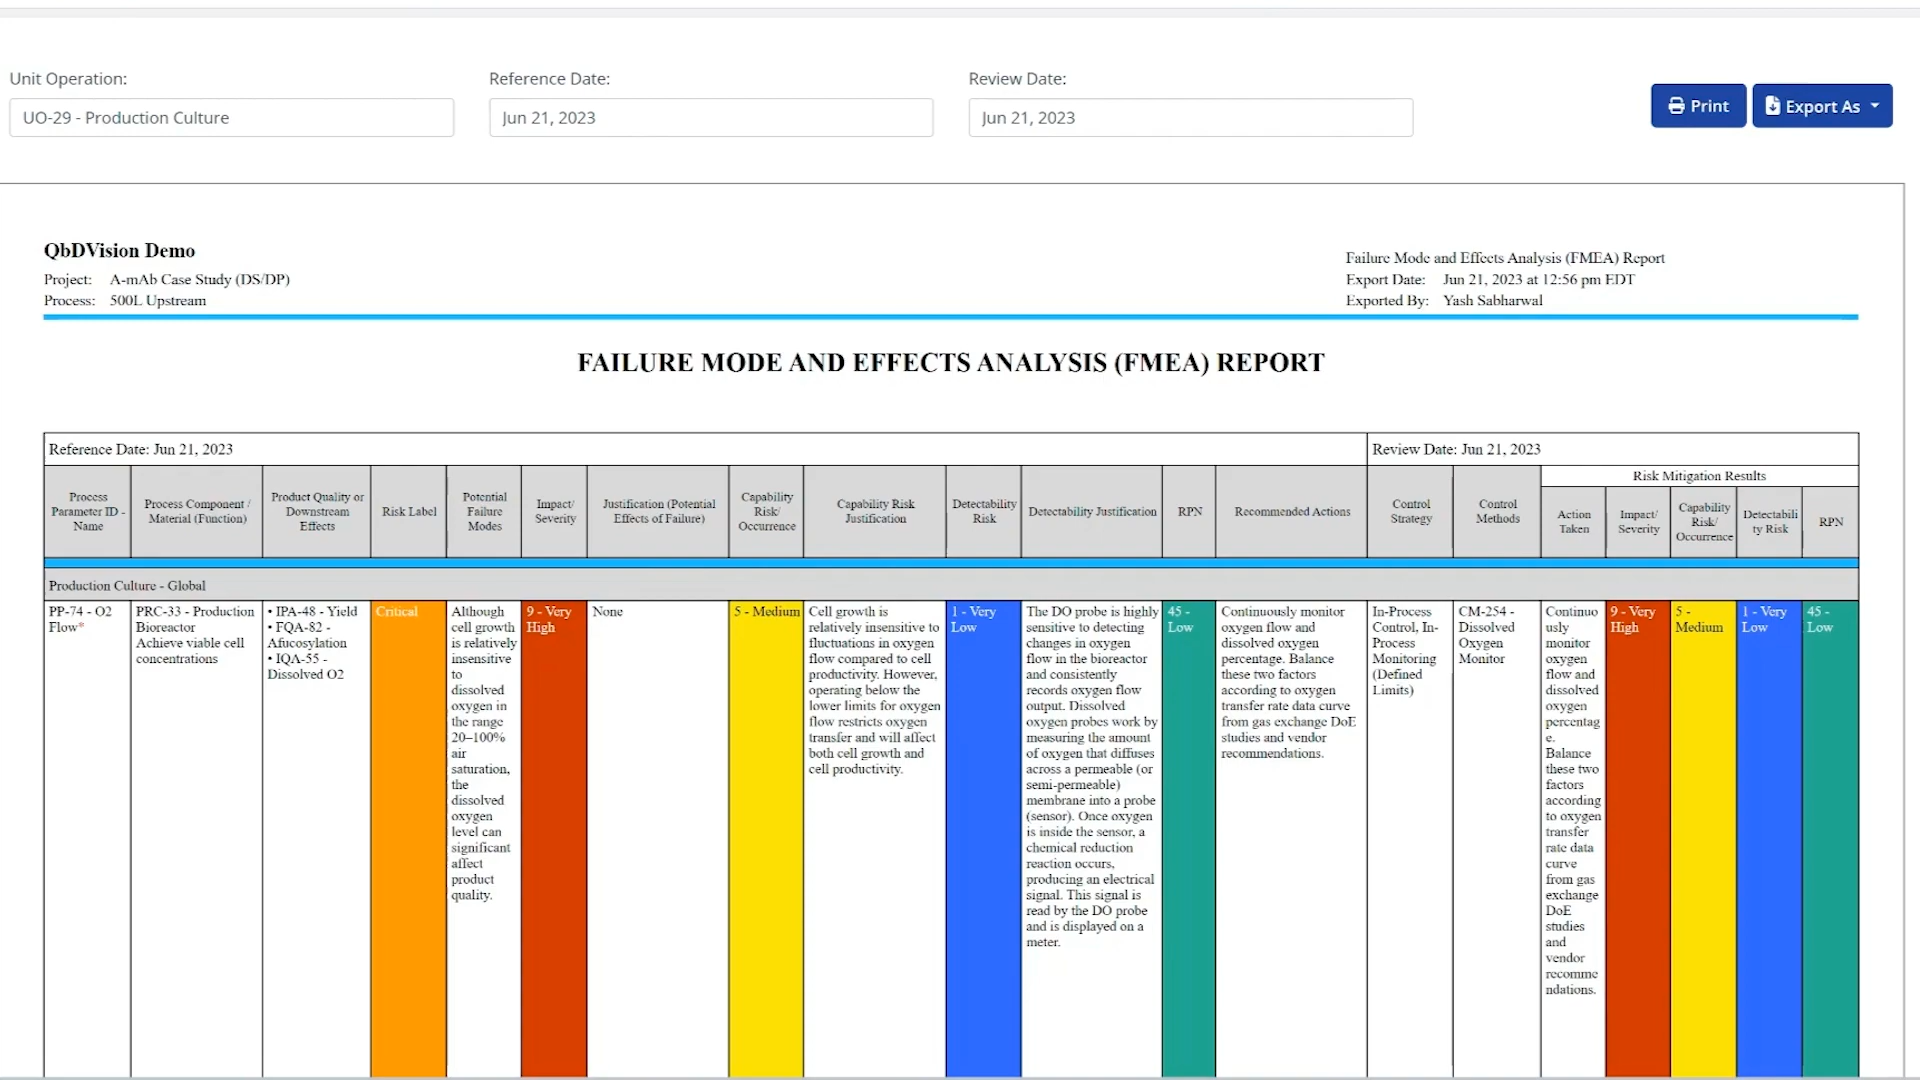 Unit Operation:
Reference Date:
Review Date:
UO-29 - Production Culture
Jun 21, 2023
Jun 21, 2023
Print
Export As
QbDVision Demo
Project: A-mAb Case Study (DS/DP)
Process: 500L Upstream
Failure Mode and Effects Analysis (FMEA) Report
Export Date: Jun 21, 2023 at 12:56 pm EDT
Exported By: Yash Sabharwal
FAILURE MODE AND EFFECTS ANALYSIS (FMEA) REPORT
Reference Date: Jun 21, 2023
Review Date: Jun 21, 2023
Process
Parameter ID -
Name
Process Component /
Material (Function)
Product Quality or
Downstream
Effects
Risk Label
Potential
Failure
Modes
Impact/
Severity
Justification (Potential
Effects of Failure)
Capability
Risk/
Occurrence
Capability Risk
Justification
Detectability
Risk
Detectability Justification
RPN
Recommended Actions
Control
Strategy
Control
Methods
Risk Mitigation Results
Action
Taken
Impact/
Severity
Capability
Risk/
Occurrence
Detectabili
ty Risk
RPN
Production Culture - Global
PP-74 - O2
Flow*
PRC-33 - Production
Bioreactor
Achieve viable cell
concentrations
• IPA-48 - Yield
• FQA-82 -
Afucosylation
• IQA-55 -
Dissolved O2
Critical
Although
cell growth
is relatively
insensitive
to
dissolved
oxygen in
the range
20–100%
air
saturation,
the
dissolved
oxygen
level can
significant
affect
product
quality.
9 - Very
High
None
5 - Medium
Cell growth is
relatively insensitive to
fluctuations in oxygen
flow compared to cell
productivity. However,
operating below the
lower limits for oxygen
flow restricts oxygen
transfer and will affect
both cell growth and
cell productivity.
1 - Very
Low
The DO probe is highly
sensitive to detecting
changes in oxygen
flow in the bioreactor
and consistently
records oxygen flow
output. Dissolved
oxygen probes work by
measuring the amount
of oxygen that diffuses
across a permeable (or
semi-permeable)
membrane into a probe
(sensor). Once oxygen
is inside the sensor, a
chemical reduction
reaction occurs,
producing an electrical
signal. This signal is
read by the DO probe
and is displayed on a
meter.
45 -
Low
Continuously monitor
oxygen flow and
dissolved oxygen
percentage. Balance
these two factors
according to oxygen
transfer rate data curve
from gas exchange DoE
studies and vendor
recommendations.
In-Process
Control, In-
Process
Monitoring
(Defined
Limits)
CM-254 -
Dissolved
Oxygen
Monitor
Continuo
usly
monitor
oxygen
flow and
dissolved
oxygen
percentag
e.
Balance
these two
factors
according
to oxygen
transfer
rate data
curve
from gas
exchange
DoE
studies
and
vendor
recomme
ndations.
9 - Very
High
5 -
Medium
1 - Very
Low
45 -
Low